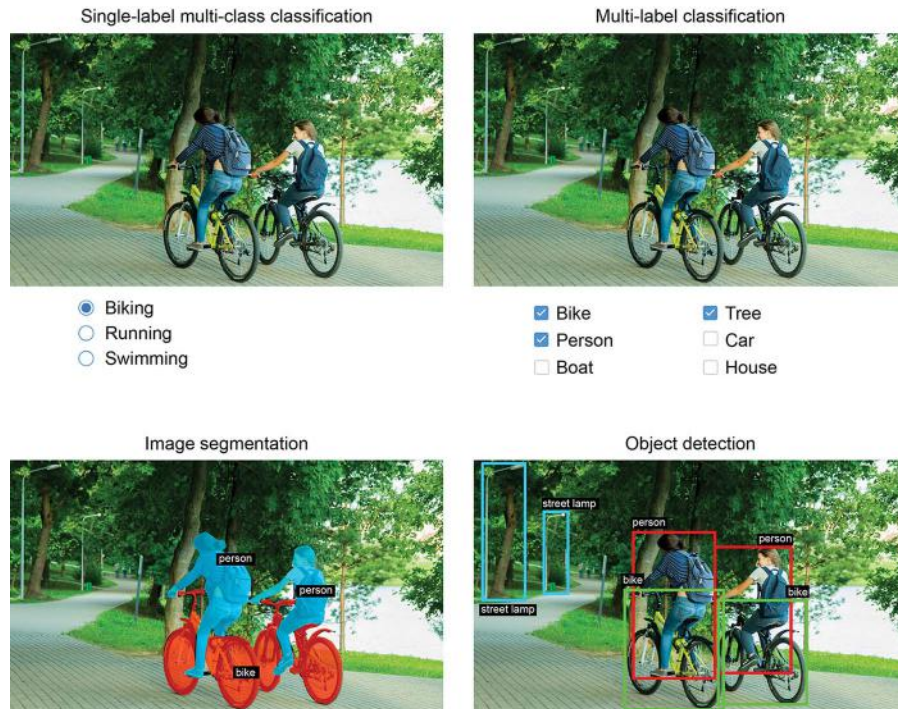 Single-label multi-class classification
Multi-label classification
Biking
Running
Swimming
Bike
Person
Boat
Tree
Car
House
Image segmentation
Object detection
person
person
bike
street lamp
street lamp
person
person
bike
bike